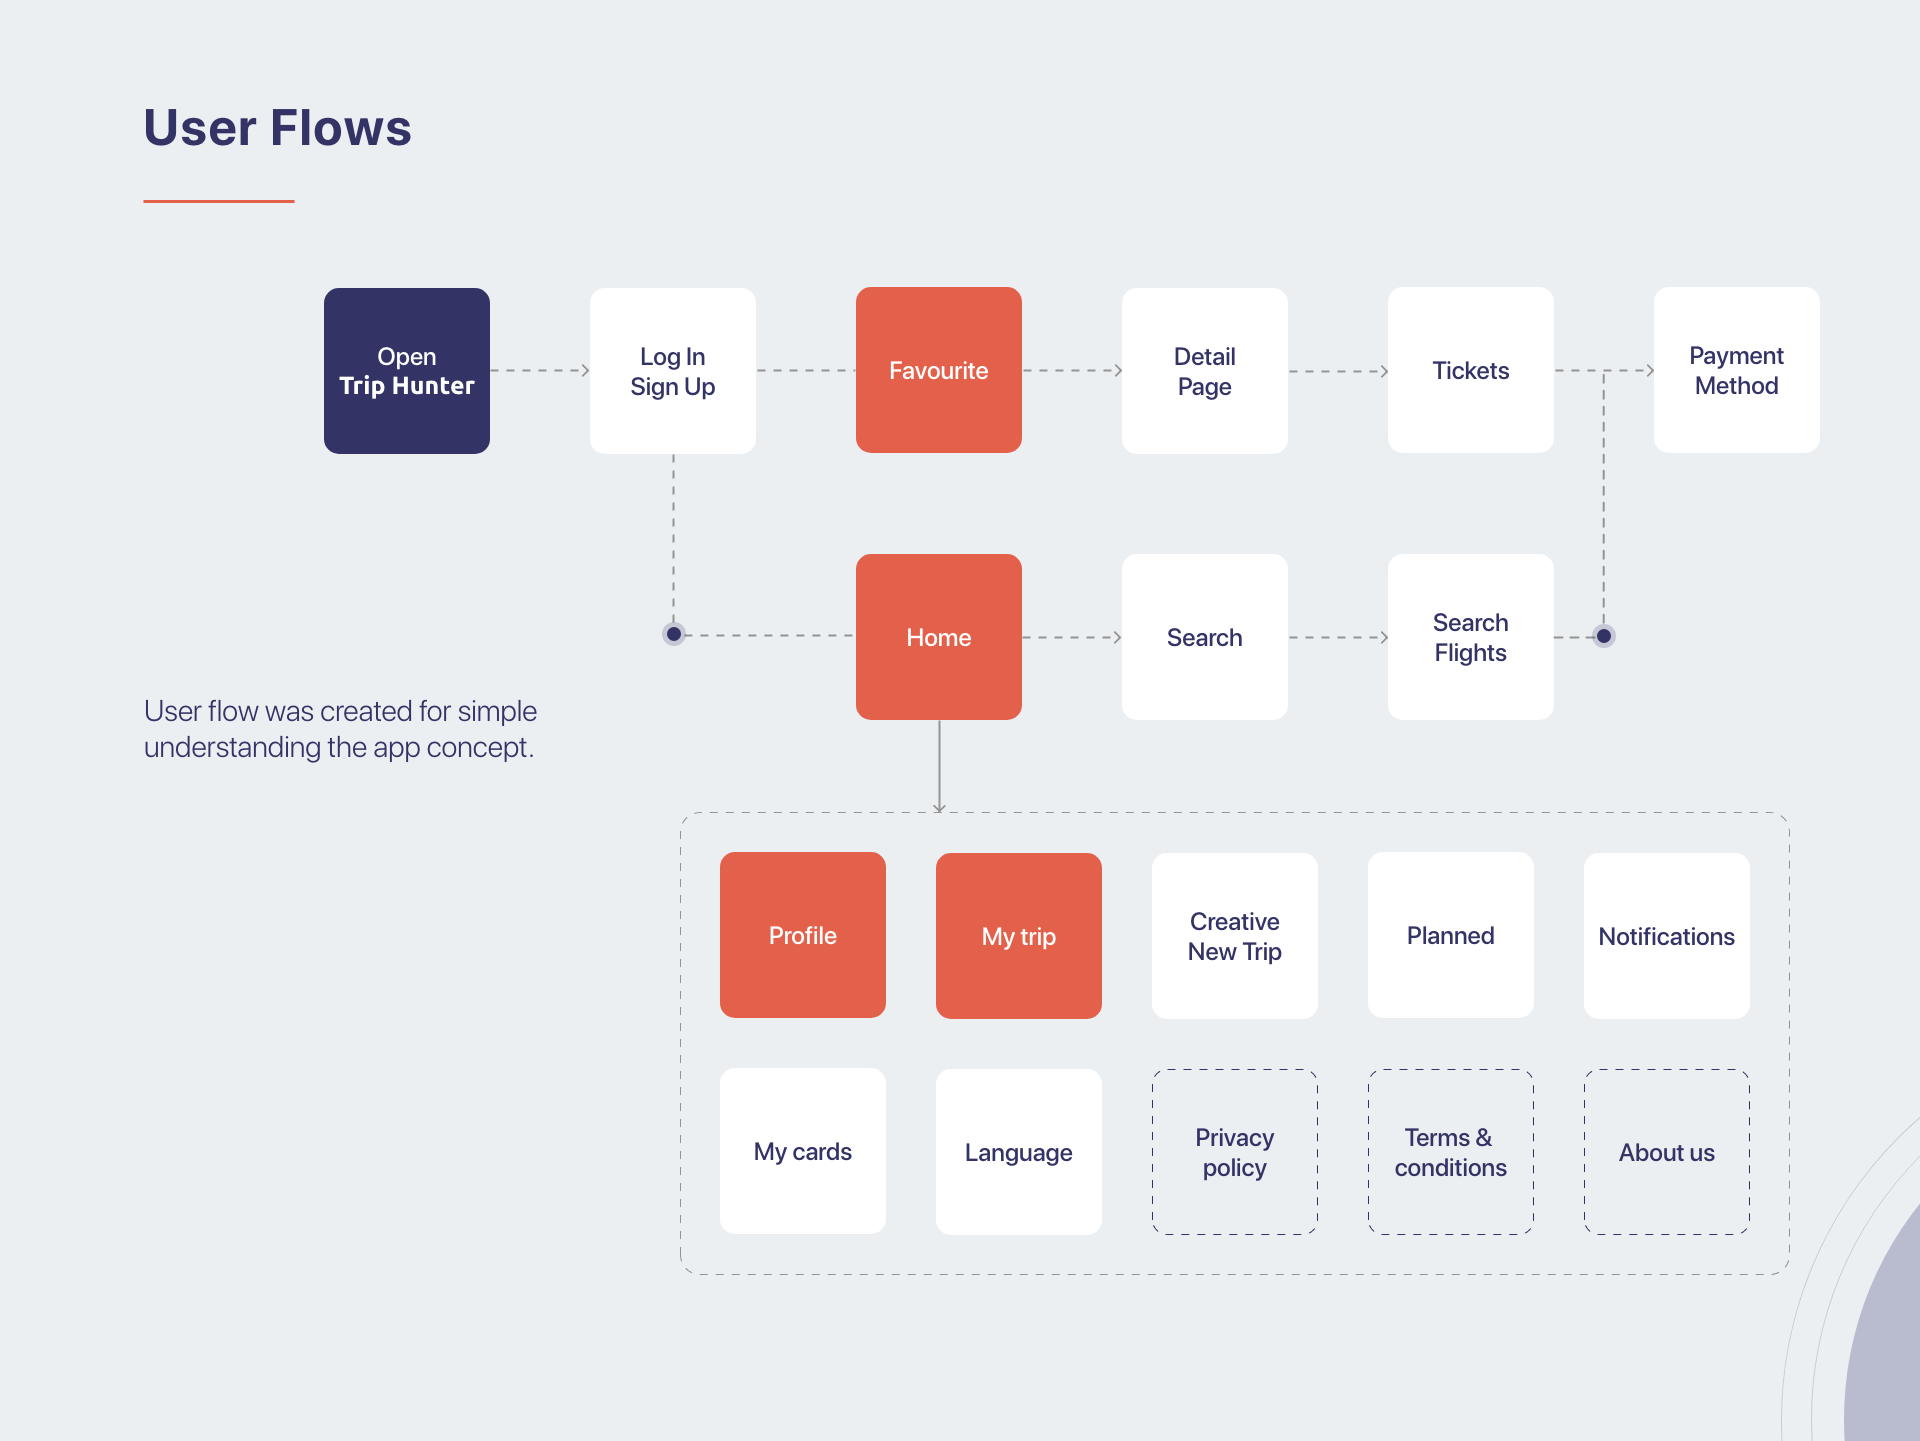 User Flows
Open
Trip Hunter
Log In
Sign Up
Favourite
Detail
Page
Tickets
Payment
Method
Home
Search
Search
Flights
User flow was created for simple
understanding the app concept.
Profile
My trip
Creative
New Trip
Planned
Notifications
My cards
Language
Privacy
policy
Terms &
conditions
About us